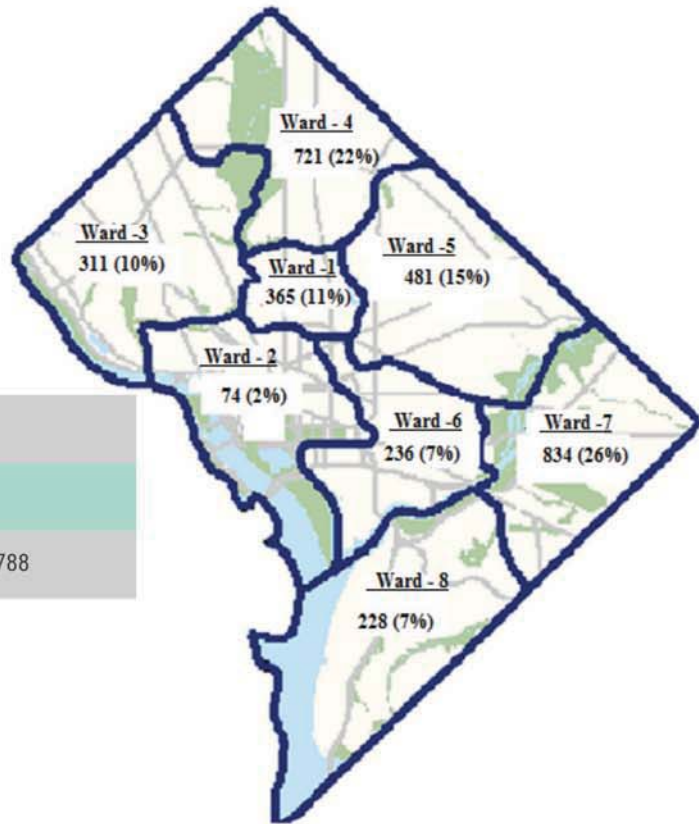 Ward - 4
721 (22%)
Ward -3
311 (10%)
Ward -5
481 (15%)
Ward -1
365 (11%)
Ward - 2
74 (2%)
Ward -6
236 (7%)
Ward -7
834 (26%)
788
Ward - 8
228 (7%)